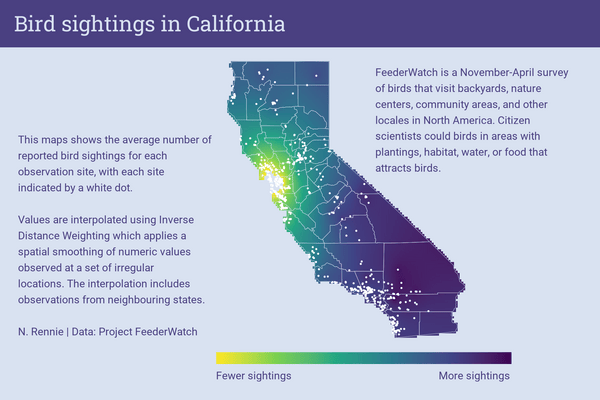 Bird sightings in California
FeederWatch is a November-April survey
of birds that visit backyards, nature
centers, community areas, and other
locales in North America. Citizen
scientists could birds in areas with
plantings, habitat, water, or food that
attracts birds.
This maps shows the average number of
reported bird sightings for each
observation site, with each site
indicated by a white dot.
Values are interpolated using Inverse
Distance Weighting which applies a
spatial smoothing of numeric values
observed at a set of irregular
locations. The interpolation includes
observations from neighbouring states.
N. Rennie | Data: Project FeederWatch
Fewer sightings
More sightings